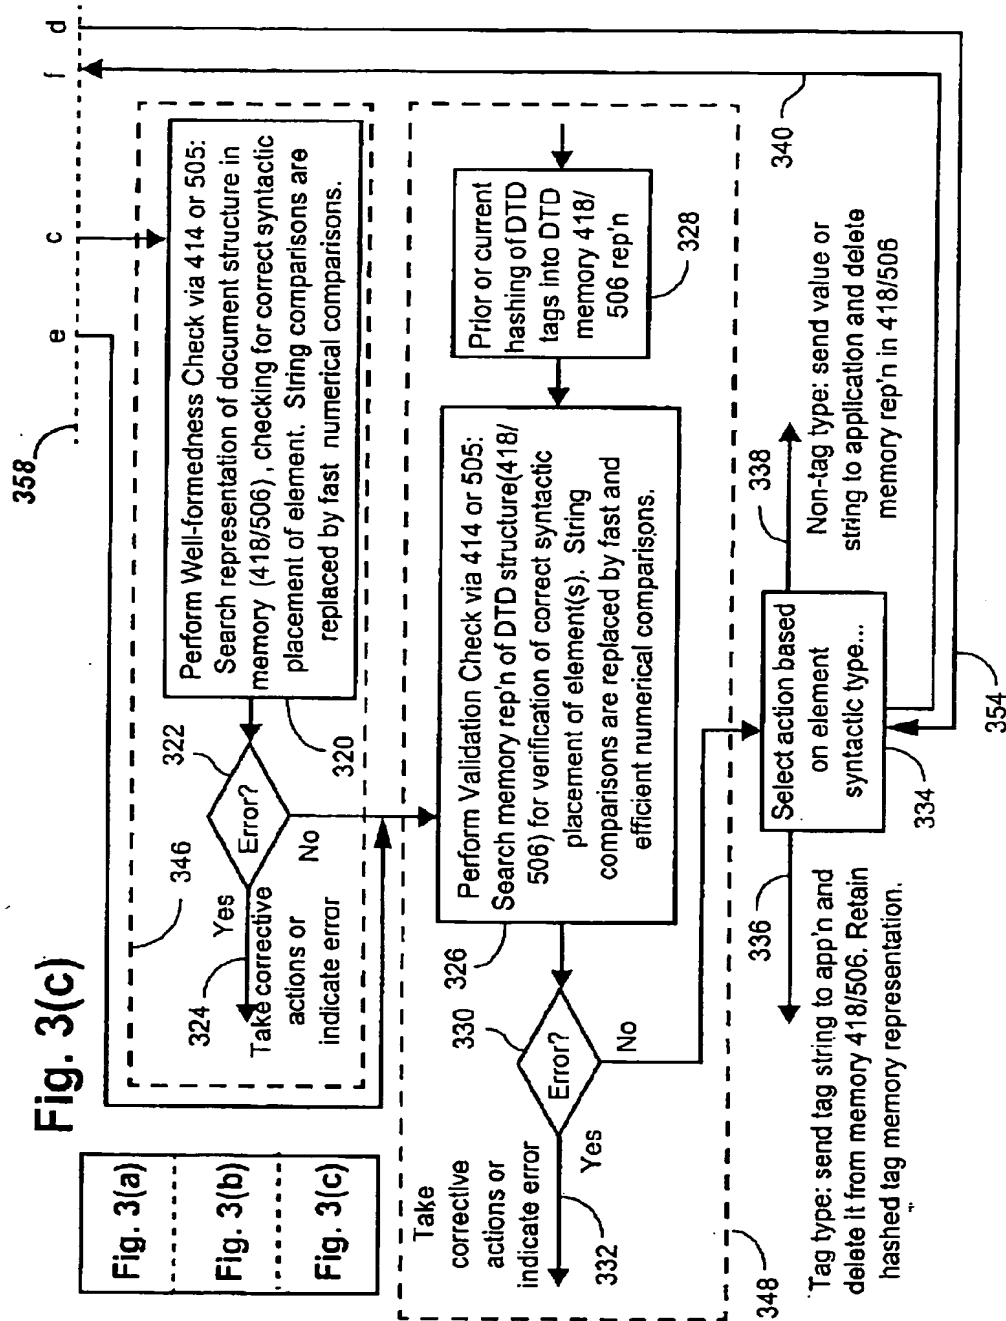 Fig. 3(c)
Fig. 3(a)
Fig. 3(b)
Fig. 3(c)
358
e
c
f
d
346
Perform Well-formedness Check via 414 or 505:
Search representation of document structure in
memory (418/506), checking for correct syntactic
placement of element. String comparisons are
replaced by fast numerical comparisons.
320
322
Error?
Yes
No
324
Take corrective
actions or
indicate error
Perform Validation Check via 414 or 505:
Search memory rep'n of DTD structure(418/
506) for verification of correct syntactic
placement of element(s). String
comparisons are replaced by fast and
efficient numerical comparisons.
326
Prior or current
hashing of DTD
tags into DTD
memory 418/
506 rep'n
328
330
Error?
Yes
No
Take
corrective
actions or
indicate error
332
348
Select action based
on element
syntactic type...
334
336
Tag type: send tag string to app'n and
delete it from memory 418/506. Retain
hashed tag memory representation.
338
Non-tag type: send value or
string to application and delete
memory rep'n in 418/506
340
354